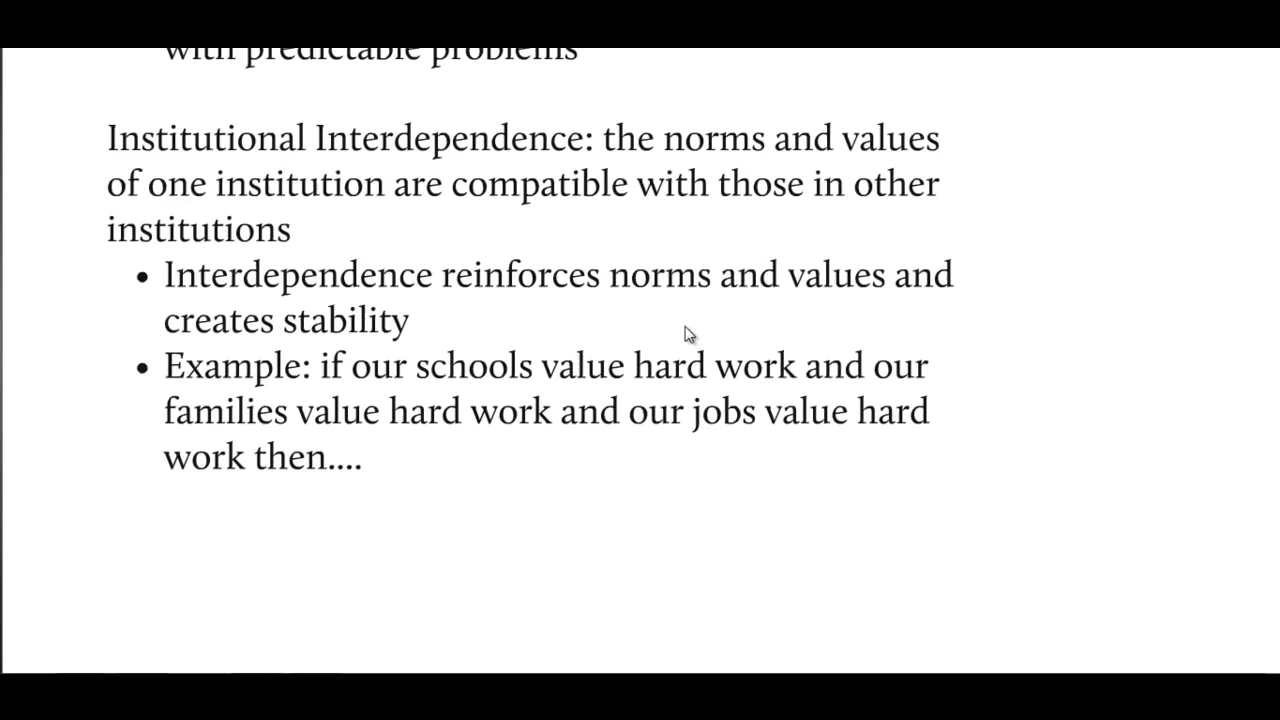 with predictable problems
Institutional Interdependence: the norms and values
of one institution are compatible with those in other
institutions
• Interdependence reinforces norms and values and
creates stability
• Example: if our schools value hard work and our
families value hard work and our jobs value hard
work then....